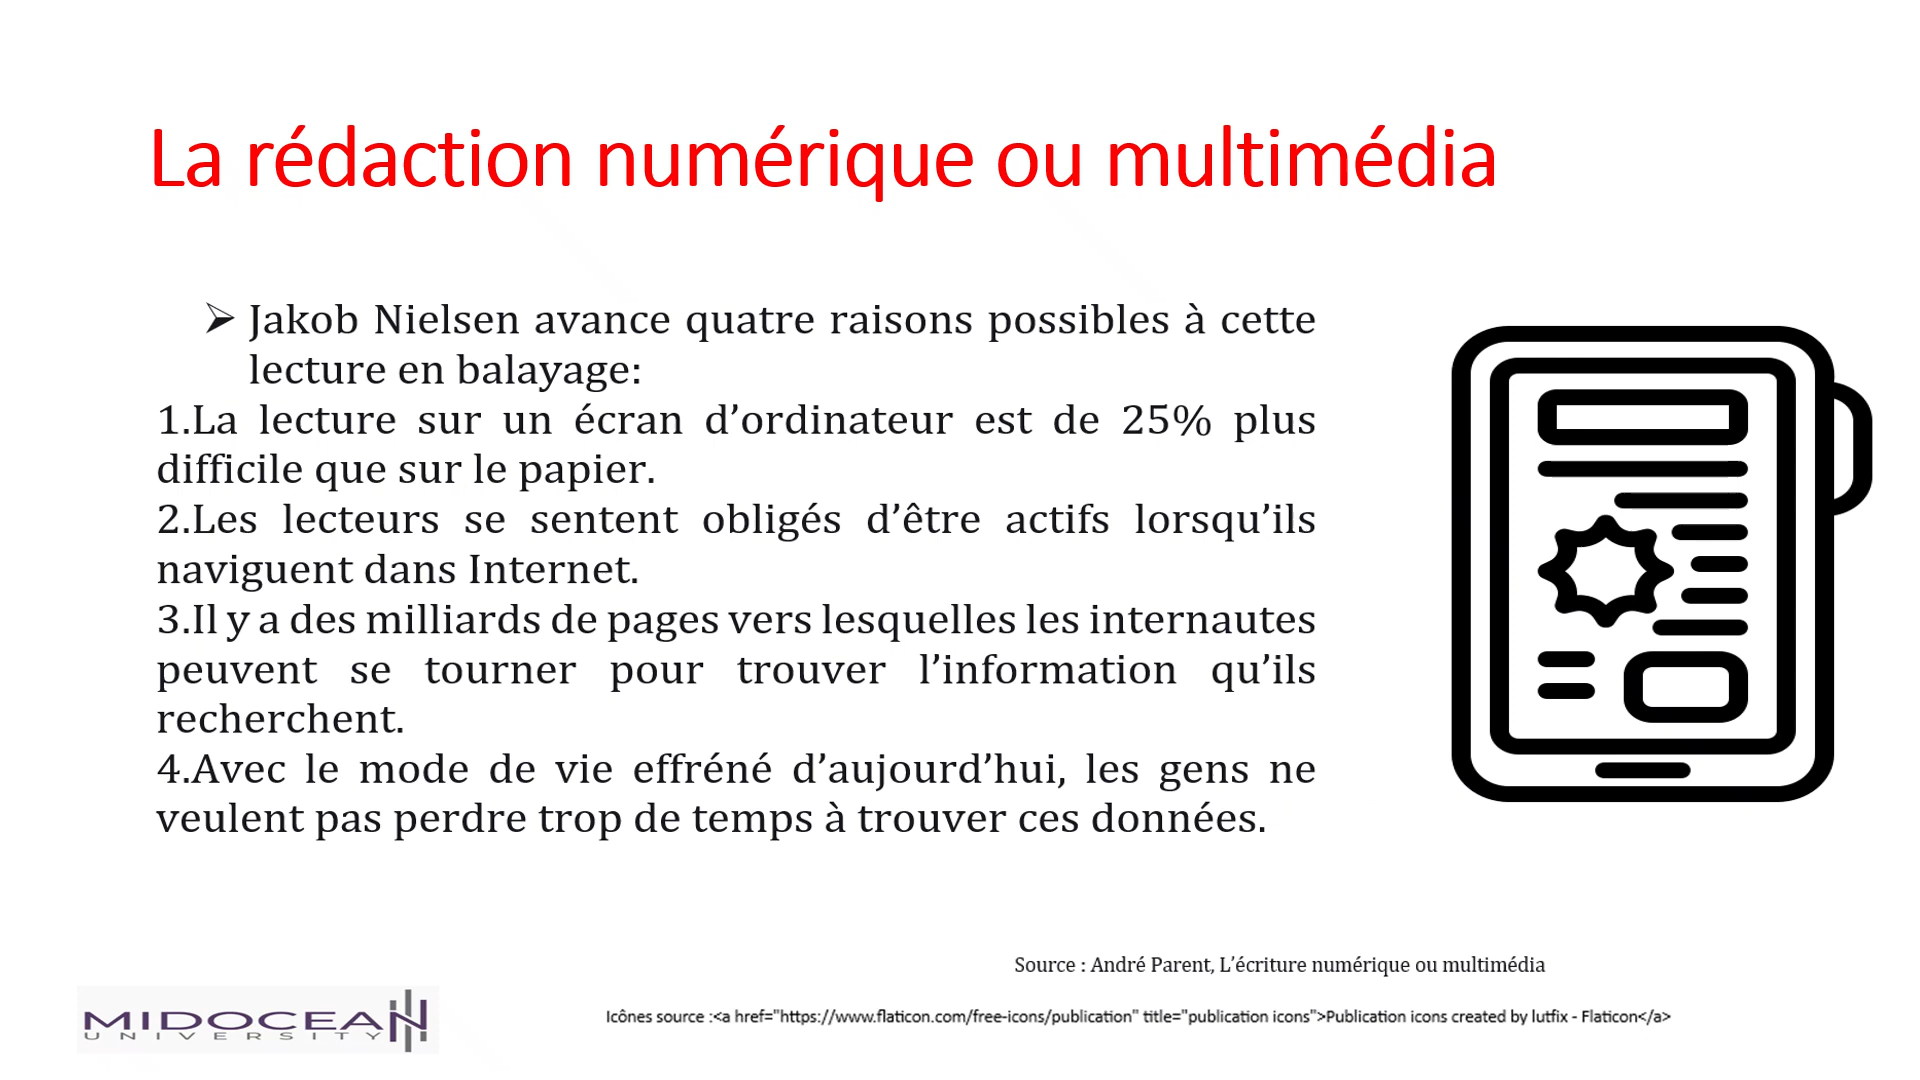 La rédaction numérique ou multimédia
➢ Jakob Nielsen avance quatre raisons possibles à cette
lecture en balayage:
1.La lecture sur un écran d’ordinateur est de 25% plus
difficile que sur le papier.
2.Les lecteurs se sentent obligés d’être actifs lorsqu’ils
naviguent dans Internet.
3.Il y a des milliards de pages vers lesquelles les internautes
peuvent se tourner pour trouver l’information qu’ils
recherchent.
4.Avec le mode de vie effréné d’aujourd’hui, les gens ne
veulent pas perdre trop de temps à trouver ces données.
Source : André Parent, L’écriture numérique ou multimédia
MIDOCEAN
UNIVERSITY
Icônes source :<a href="https://www.flaticon.com/free-icons/publication" title="publication icons">Publication icons created by lutfix - Flaticon</a>